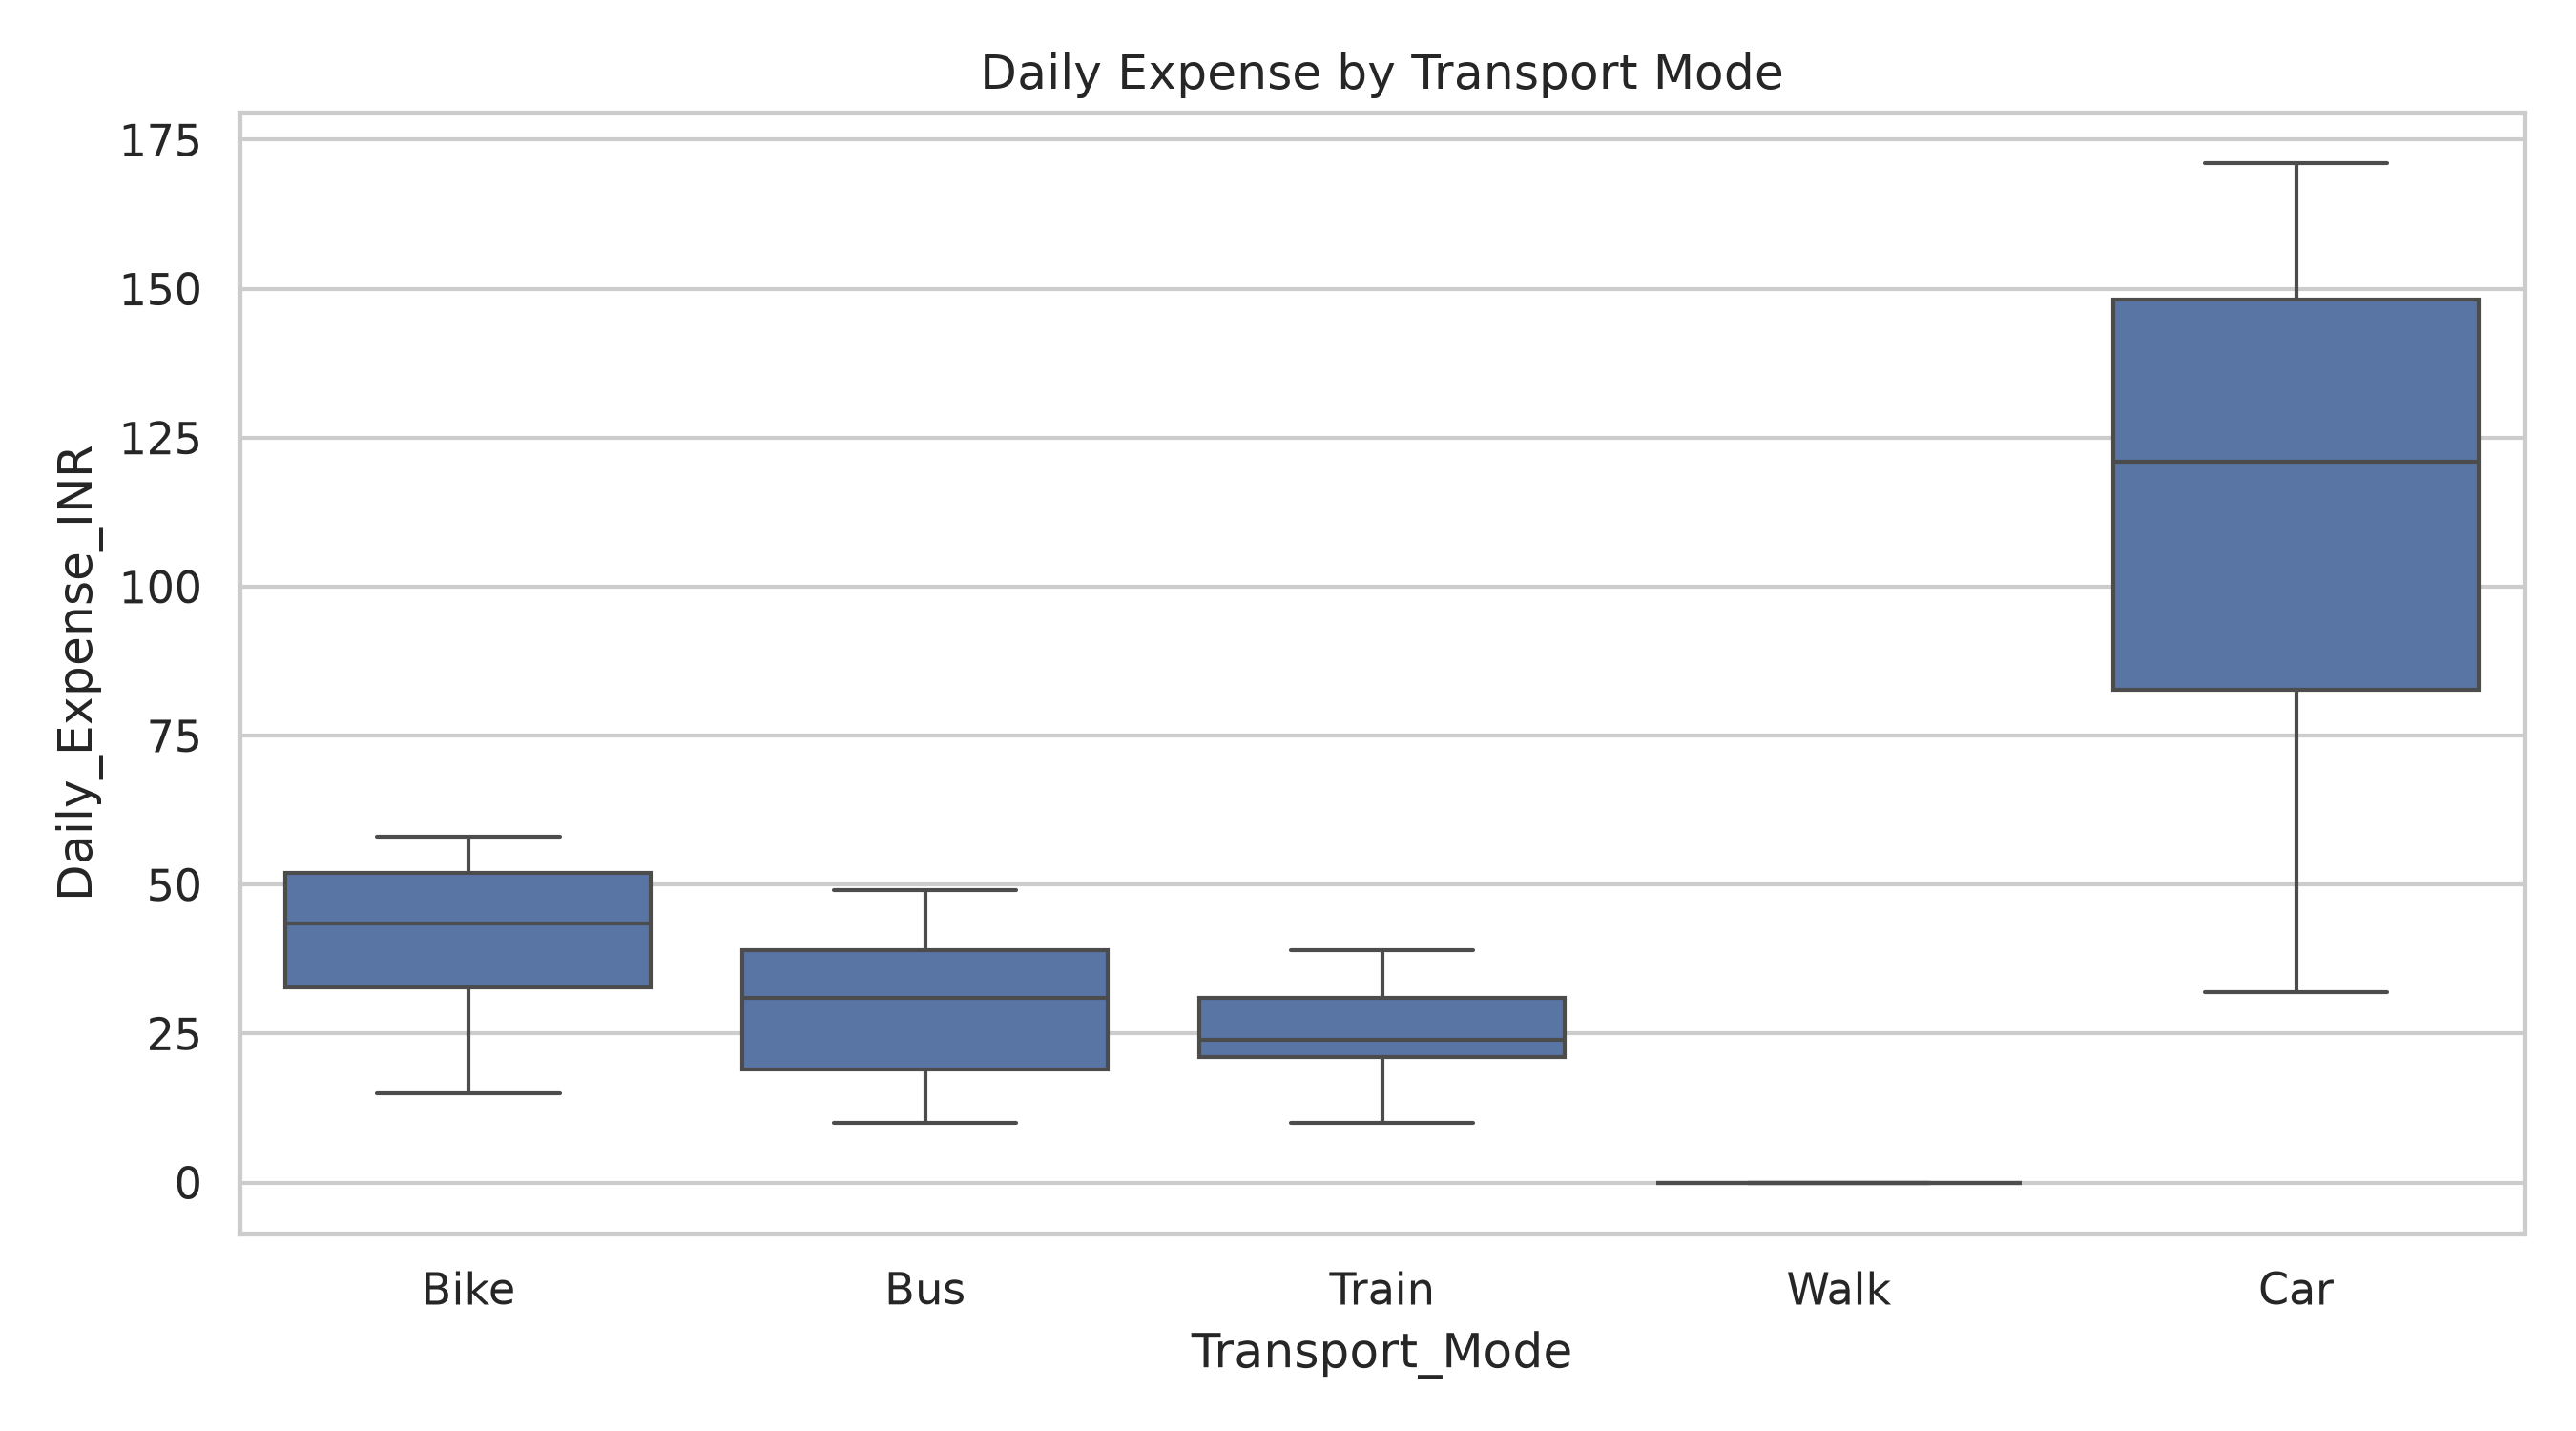 Daily Expense by Transport Mode
175
150
125
100
75
50
25
0
Daily_Expense_INR
Bike Bus Train Walk Car
Transport_Mode